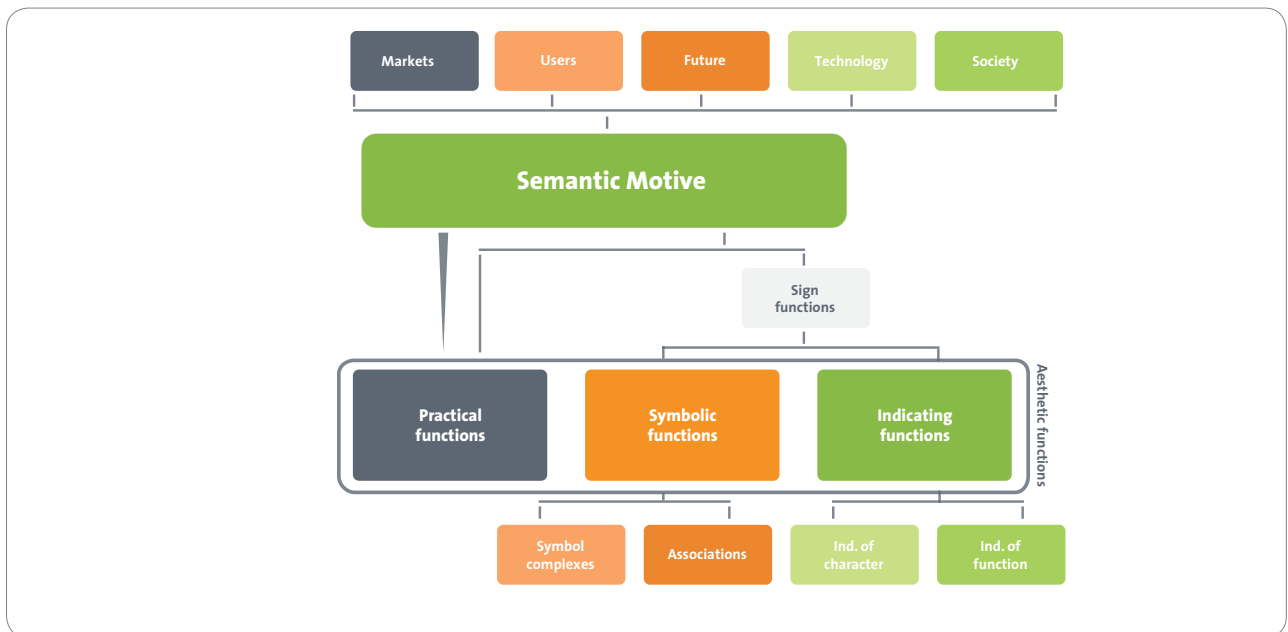 Markets
Users
Future
Technology
Society
Semantic Motive
Sign
functions
Practical
functions
Symbolic
functions
Indicating
functions
Aesthetic functions
Symbol
complexes
Associations
Ind. of
character
Ind. of
function